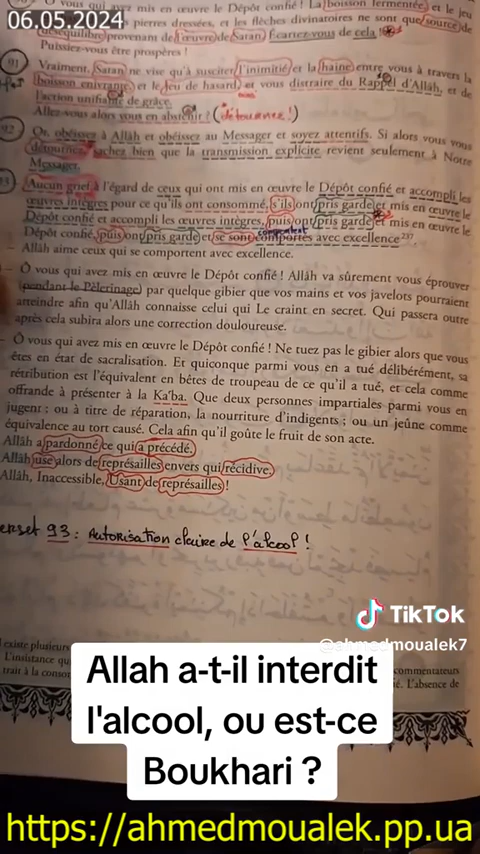 Ô vous qui avez mis en œuvre le Dépôt confié ! La boisson fermentée et le jeu
06.05.2024
pierres dressées, et les flèches divinatoires ne sont que source de
déséquilibre provenant de l'œuvre de Saran Écartez-vous de cela !
Puissiez-vous être prospères !
91
Vraiment, Saran ne vise qu'à susciter l'inimitié et la haine entre vous à travers la
boisson enivrante et le jeu de hasard et vous distraire du Rappel d'Allâh, et de
l'action unifiante de grâce.
Allez-vous alors vous en abstenir ? (détournez !)
92
Or, obéissez à Allâh et obéissez au Messager et soyez attentifs. Si alors vous vous
détournez, sachez bien que la transmission explicite revient seulement à Notre
Messager.
Aucun grief à l'égard de ceux qui ont mis en œuvre le Dépôt confié et accompli les
œuvres intègres pour ce qu'ils ont consommé, s'ils ont pris garde et mis en œuvre le
Dépôt confié et accompli les œuvres intègres, puis ont pris garde et mis en œuvre le
Dépôt confié, puis ont pris garde et se sont comportés avec excellence
– Allâh aime ceux qui se comportent avec excellence.
– Ô vous qui avez mis en œuvre le Dépôt confié ! Allâh va sûrement vous éprouver
(pendant le Pèlerinage) par quelque gibier que vos mains et vos javelots pourraient
atteindre afin qu'Allâh connaisse celui qui Le craint en secret. Qui passera outre
après cela subira alors une correction douloureuse.
– Ô vous qui avez mis en œuvre le Dépôt confié ! Ne tuez pas le gibier alors que vous
êtes en état de sacralisation. Et quiconque parmi vous en a tué délibérément, sa
rétribution est l'équivalent en bêtes de troupeau de ce qu'il a tué, et cela comme
offrande à présenter à la Ka'ba. Que deux personnes impartiales parmi vous en
jugent ; ou à titre de réparation, la nourriture d'indigents ; ou un jeûne comme
équivalence au tort causé. Cela afin qu'il goûte le fruit de son acte.
Allâh a pardonné ce qui a précédé.
Allâh use alors de représailles envers qui récidive.
Allâh, Inaccessible, Usant de représailles !
verset 93 : Autorisation claire de l'alcool !
TikTok
@ahmedmoualek7
existe plusieurs
L'insistance
commentateurs
trait à la
L'absence de
Allah a-t-il interdit
l'alcool, ou est-ce
Boukhari ?
https://ahmedmoualek.pp.ua